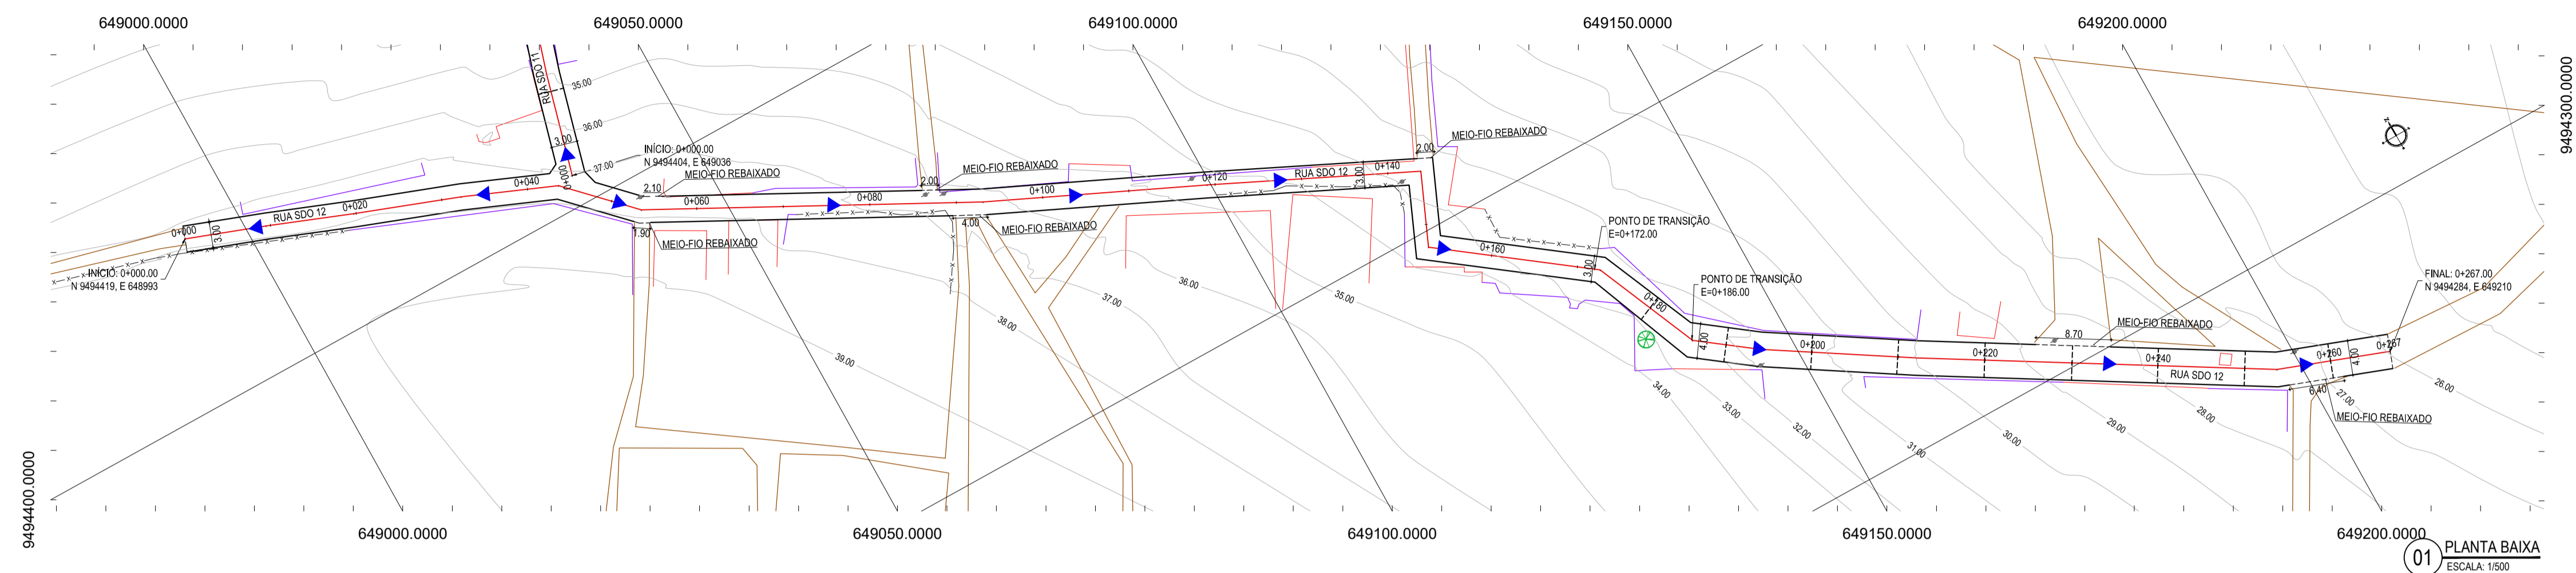 649000.0000
649050.0000
649100.0000
649150.0000
649200.0000
9494300.0000
9494400.0000
RUA SDO 11
35.00
36.00
37.00
3.00
0+000
INÍCIO: 0+000.00
N 9494404, E 649036
MEIO-FIO REBAIXADO
2.10
2.00
MEIO-FIO REBAIXADO
2.00
MEIO-FIO REBAIXADO
N
0+000
3.00
RUA SDO 12
0+020
0+040
0+060
0+080
0+100
0+120
RUA SDO 12
3.00
0+140
INÍCIO: 0+000.00
N 9494419, E 648993
1.90
MEIO-FIO REBAIXADO
4.00
MEIO-FIO REBAIXADO
0+160
3.00
PONTO DE TRANSIÇÃO
E=0+172.00
0+180
PONTO DE TRANSIÇÃO
E=0+186.00
4.00
0+200
0+220
8.70
MEIO-FIO REBAIXADO
0+240
RUA SDO 12
0+260
4.00
0+267
FINAL: 0+267.00
N 9494284, E 649210
6.40
MEIO-FIO REBAIXADO
39.00
38.00
37.00
36.00
35.00
34.00
33.00
32.00
31.00
30.00
29.00
28.00
27.00
26.00
649000.0000
649050.0000
649100.0000
649150.0000
649200.0000
01
PLANTA BAIXA
ESCALA: 1/500